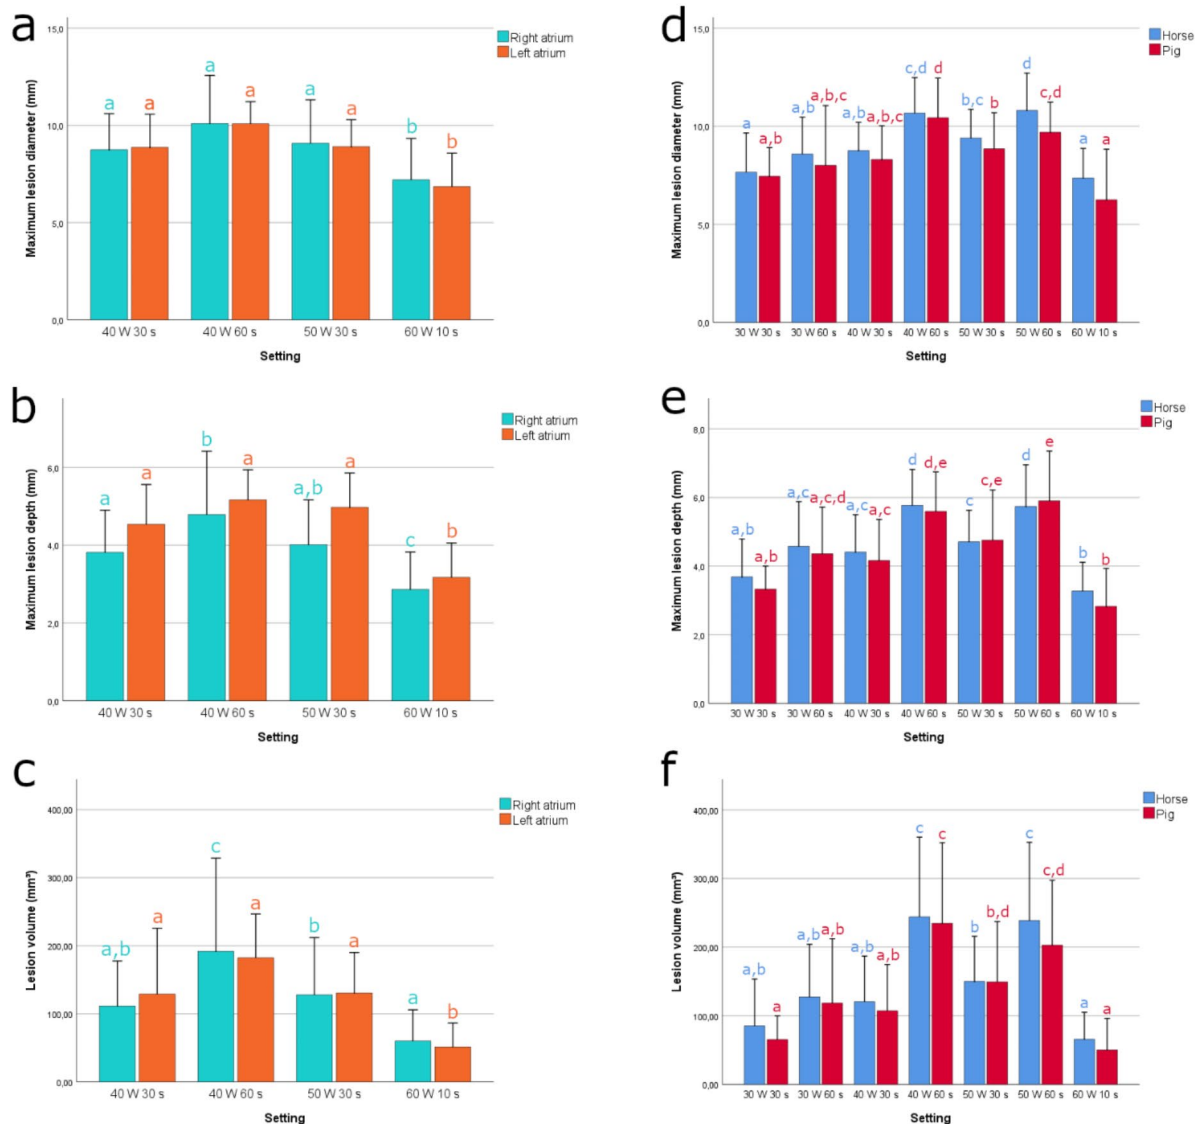 a
15,0
10,0
5,0
0,0
Maximum lesion diameter (mm)
a a a a a a b b
40 W 30 s 40 W 60 s 50 W 30 s 60 W 10 s
Setting
Right atrium
Left atrium
d
15,0
10,0
5,0
0,0
Maximum lesion diameter (mm)
a a,b a,b a,b,c a,b a,b,c c,d d b,c b d c,d a a
30 W 30 s 30 W 60 s 40 W 30 s 40 W 60 s 50 W 30 s 50 W 60 s 60 W 10 s
Setting
Horse
Pig
b
6,0
4,0
2,0
0,0
Maximum lesion depth (mm)
a a b a a,b a c b
40 W 30 s 40 W 60 s 50 W 30 s 60 W 10 s
Setting
Right atrium
Left atrium
e
8,0
6,0
4,0
2,0
0,0
Maximum lesion depth (mm)
a,b a,b a,c a,c,d a,c a,c d d,e c c,e d e b b
30 W 30 s 30 W 60 s 40 W 30 s 40 W 60 s 50 W 30 s 50 W 60 s 60 W 10 s
Setting
Horse
Pig
c
400,00
300,00
200,00
100,00
,00
Lesion volume (mm³)
a,b a c a b a a b
40 W 30 s 40 W 60 s 50 W 30 s 60 W 10 s
Setting
Right atrium
Left atrium
f
400,00
300,00
200,00
100,00
,00
Lesion volume (mm³)
a,b a a,b a,b a,b a,b c c b b,d c c,d a a
30 W 30 s 30 W 60 s 40 W 30 s 40 W 60 s 50 W 30 s 50 W 60 s 60 W 10 s
Setting
Horse
Pig